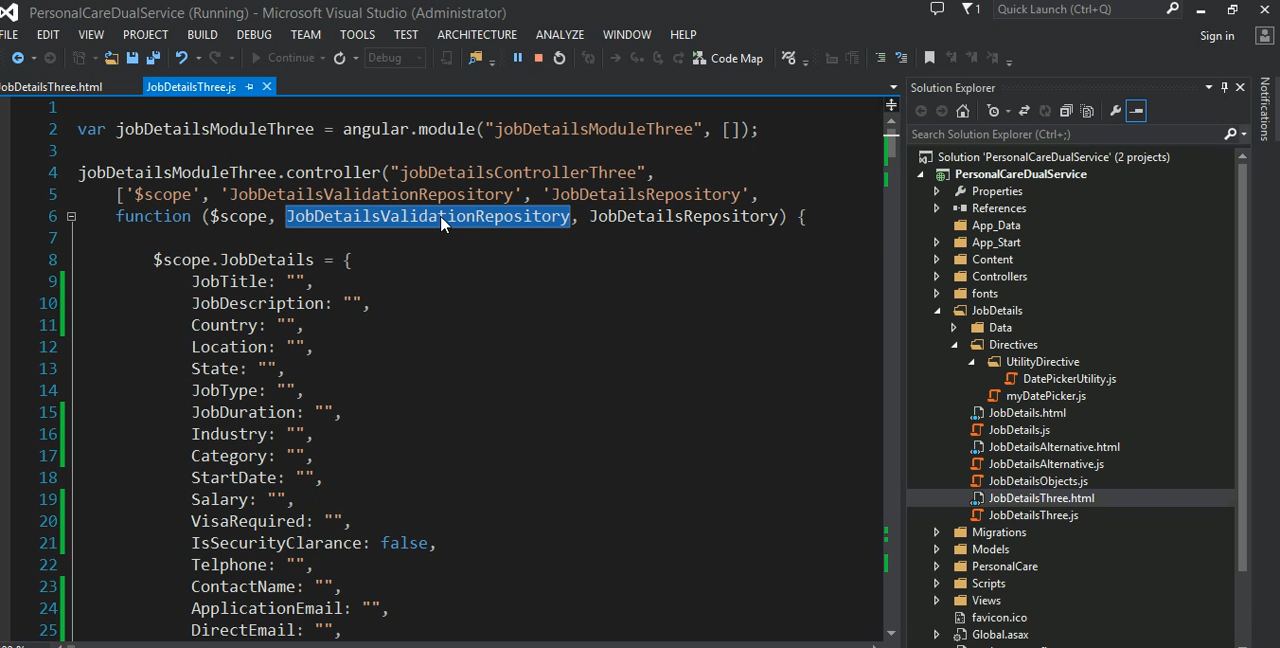 PersonalCareDualService (Running) - Microsoft Visual Studio (Administrator)
1
Quick Launch (Ctrl+Q)
FILE EDIT VIEW PROJECT BUILD DEBUG TEAM TOOLS TEST ARCHITECTURE ANALYZE WINDOW HELP
Sign in
Continue
Debug
Code Map
JobDetailsThree.html
JobDetailsThree.js
1
2 var jobDetailsModuleThree = angular.module("jobDetailsModuleThree", []);
3
4 jobDetailsModuleThree.controller("jobDetailsControllerThree",
5 ['$scope', 'JobDetailsValidationRepository', 'JobDetailsRepository',
6 function ($scope, JobDetailsValidationRepository, JobDetailsRepository) {
7
8 $scope.JobDetails = {
9 JobTitle: "",
10 JobDescription: "",
11 Country: "",
12 Location: "",
13 State: "",
14 JobType: "",
15 JobDuration: "",
16 Industry: "",
17 Category: "",
18 StartDate: "",
19 Salary: "",
20 VisaRequired: "",
21 IsSecurityClarance: false,
22 Telphone: "",
23 ContactName: "",
24 ApplicationEmail: "",
25 DirectEmail: "",
Solution Explorer
Search Solution Explorer (Ctrl+;)
Solution 'PersonalCareDualService' (2 projects)
PersonalCareDualService
Properties
References
App_Data
App_Start
Content
Controllers
fonts
JobDetails
Data
Directives
UtilityDirective
DatePickerUtility.js
myDatePicker.js
JobDetails.html
JobDetails.js
JobDetailsAlternative.html
JobDetailsAlternative.js
JobDetailsObjects.js
JobDetailsThree.html
JobDetailsThree.js
Migrations
Models
PersonalCare
Scripts
Views
favicon.ico
Global.asax
Notifications